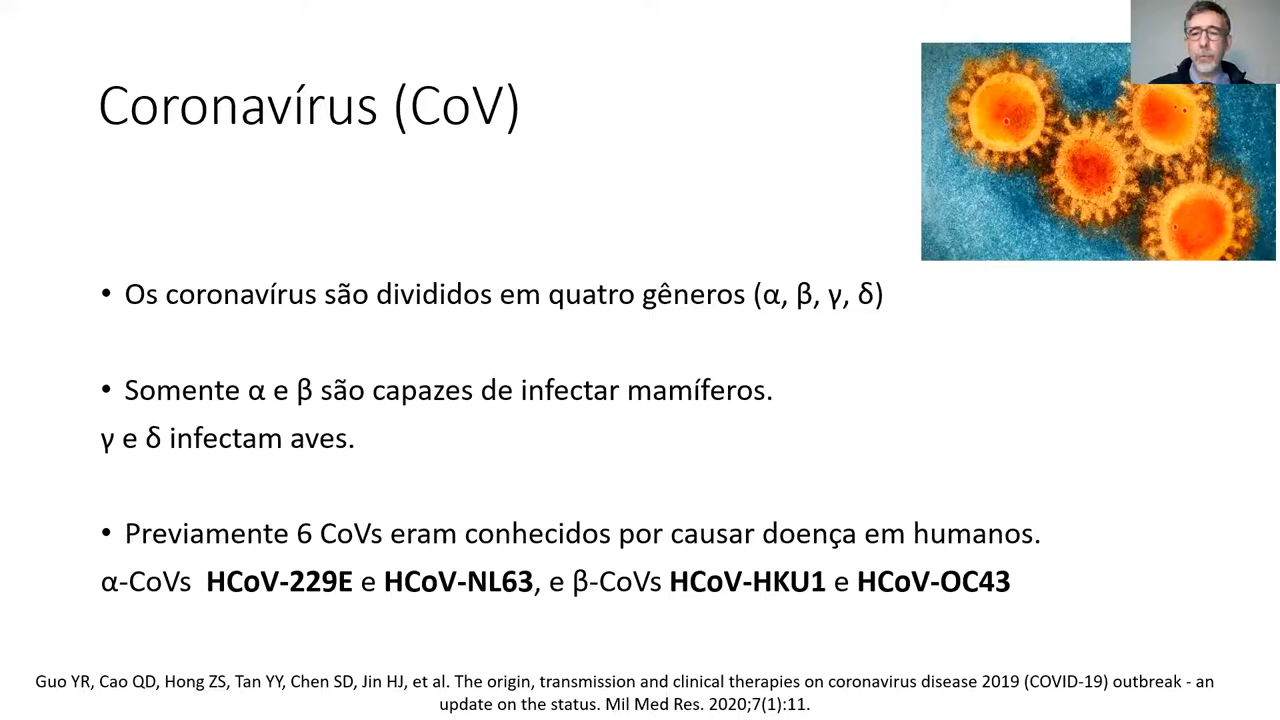 Coronavírus (CoV)
• Os coronavírus são divididos em quatro gêneros (α, β, γ, δ)
• Somente α e β são capazes de infectar mamíferos.
γ e δ infectam aves.
• Previamente 6 CoVs eram conhecidos por causar doença em humanos.
α-CoVs HCoV-229E e HCoV-NL63, e β-CoVs HCoV-HKU1 e HCoV-OC43
Guo YR, Cao QD, Hong ZS, Tan YY, Chen SD, Jin HJ, et al. The origin, transmission and clinical therapies on coronavirus disease 2019 (COVID-19) outbreak - an
update on the status. Mil Med Res. 2020;7(1):11.